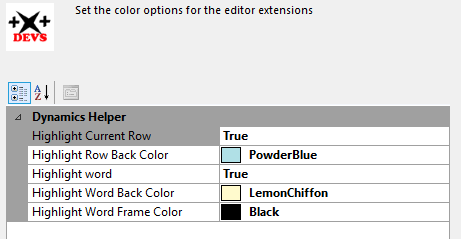 Set the color options for the editor extensions
DEVS
A
Z
Dynamics Helper
Highlight Current Row True
Highlight Row Back Color PowderBlue
Highlight word True
Highlight Word Back Color LemonChiffon
Highlight Word Frame Color Black